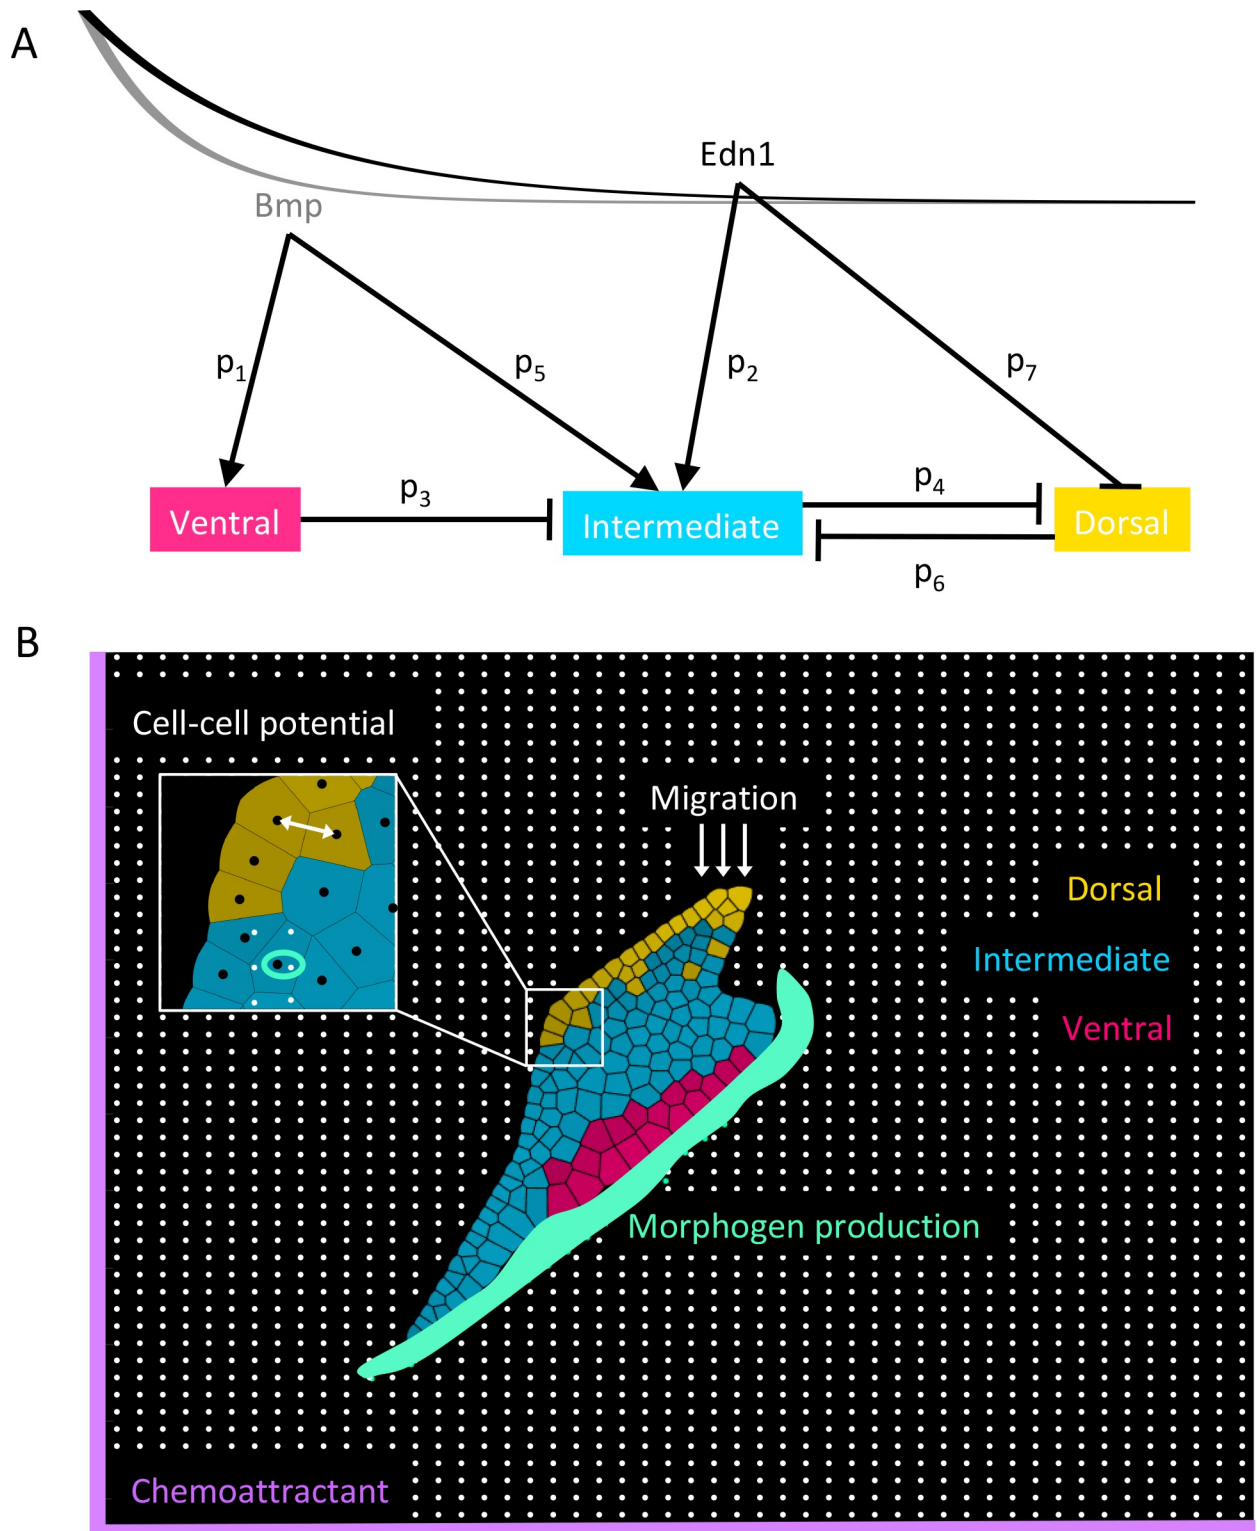 A
Edn1
Bmp
p1
p5
p2
p7
p3
p4
Ventral
Intermediate
Dorsal
p6
B
Cell-cell potential
Migration
Dorsal
Intermediate
Ventral
Morphogen production
Chemoattractant